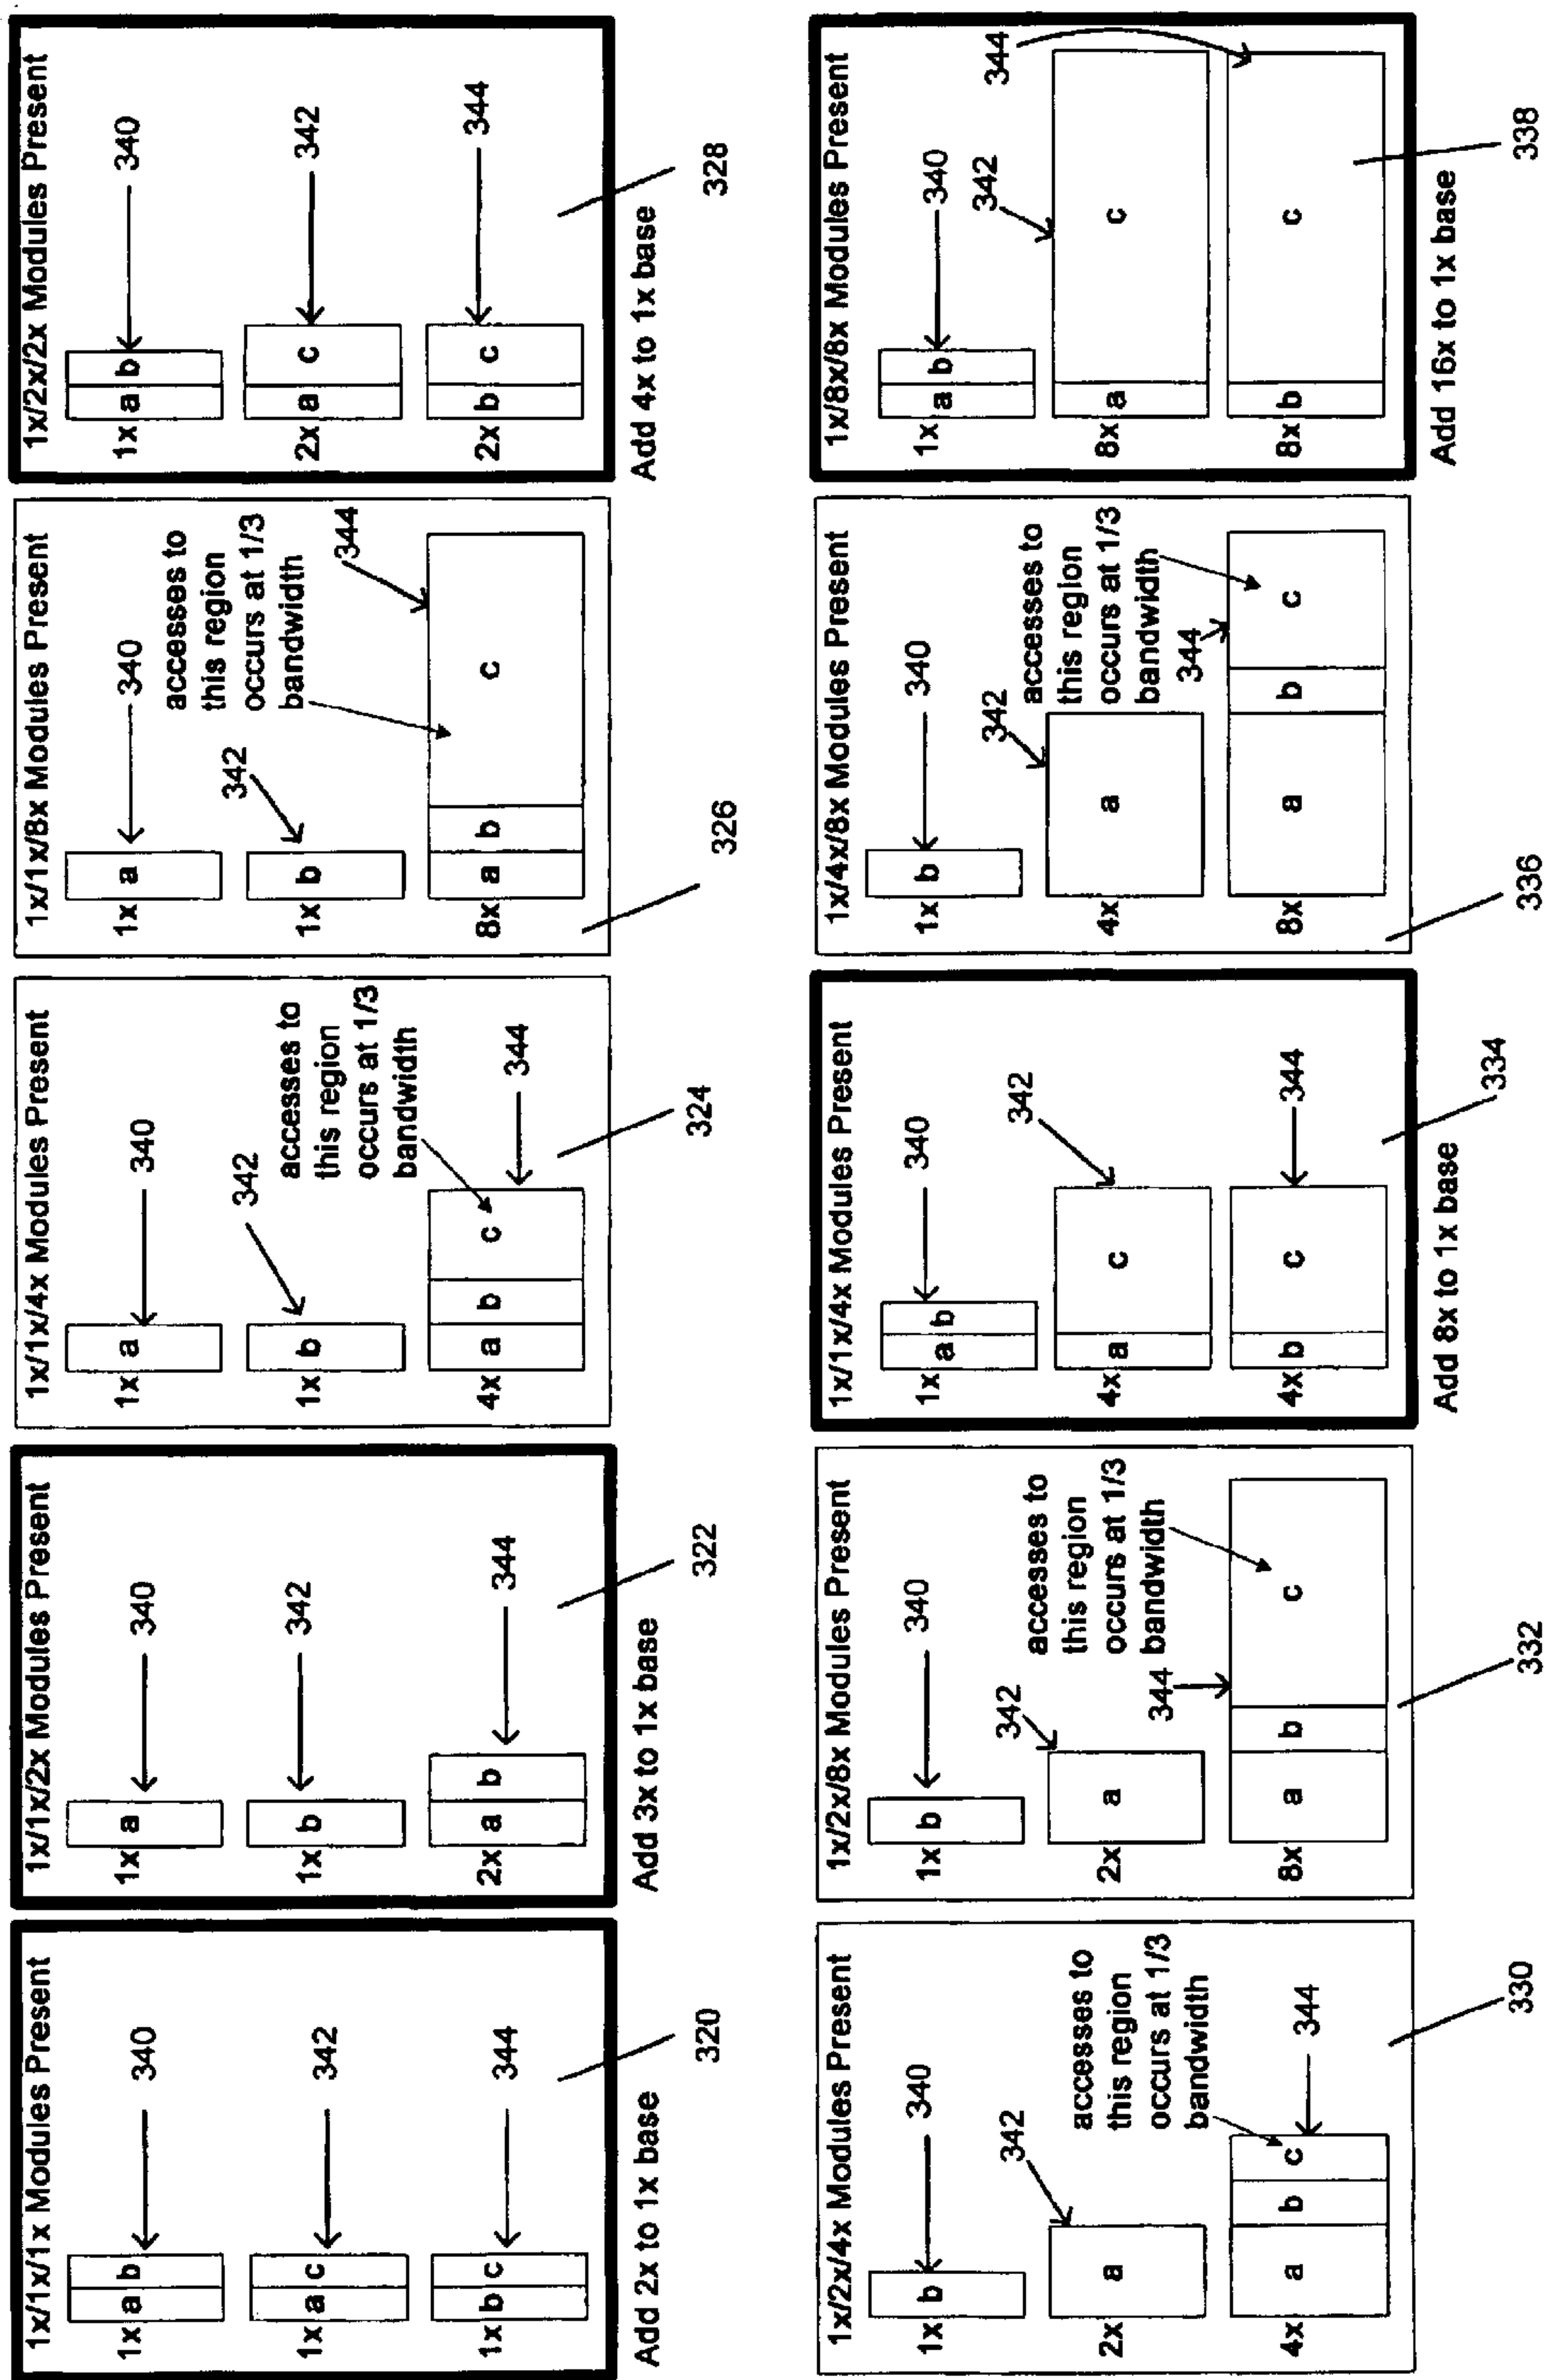 1x/1x/1x Modules Present
1x a b 340
1x a c 342
1x b c 344
320
Add 2x to 1x base
1x/1x/2x Modules Present
1x a 340
1x b 342
2x a b 344
322
Add 3x to 1x base
1x/1x/4x Modules Present
1x a 340
1x b 342
accesses to
this region
occurs at 1/3
bandwidth
4x a b c 344
324
1x/1x/8x Modules Present
1x a 340
accesses to
this region
occurs at 1/3
bandwidth
1x b 342
8x a b c 344
326
1x/2x/2x Modules Present
1x a b 340
2x a c 342
2x b c 344
328
Add 4x to 1x base
1x/2x/4x Modules Present
1x b 340
2x a 342
accesses to
this region
occurs at 1/3
bandwidth
4x a b c 344
330
1x/2x/8x Modules Present
1x b 340
2x a 342
accesses to
this region
occurs at 1/3
bandwidth
8x a b c 344
332
1x/1x/4x Modules Present
1x a b 340
4x a c 342
4x b c 344
334
Add 8x to 1x base
1x/4x/8x Modules Present
1x b 340
4x a 342
accesses to
this region
occurs at 1/3
bandwidth
8x a b c 344
336
1x/8x/8x Modules Present
1x a b 340
8x a c 342
8x b c 344
338
Add 16x to 1x base